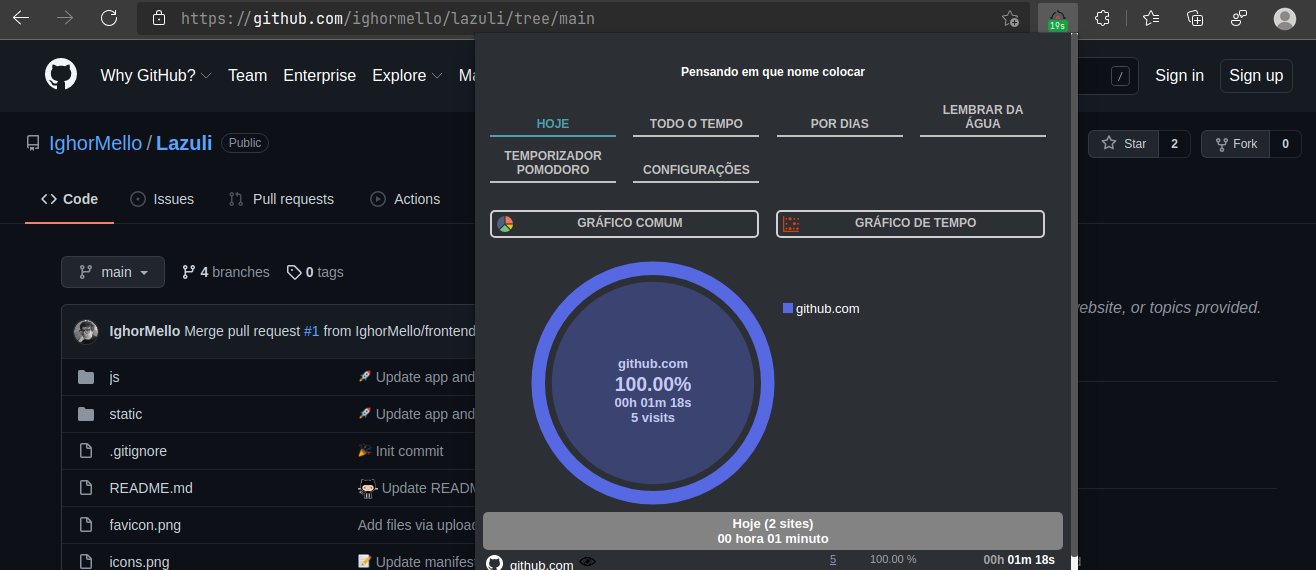 https://github.com/ighormello/lazuli/tree/main
19s
Why GitHub?
Team
Enterprise
Explore
/
Sign in
Sign up
IghorMello / Lazuli
Public
Star 2
Fork 0
Code
Issues
Pull requests
Actions
main
4 branches
0 tags
IghorMello Merge pull request #1 from IghorMello/frontend
js
Update app and
static
Update app and
.gitignore
Init commit
README.md
Update READM
favicon.png
Add files via upload
icons.png
Update manifest
or topics provided.
Pensando em que nome colocar
HOJE
TODO O TEMPO
POR DIAS
LEMBRAR DA
ÁGUA
TEMPORIZADOR
POMODORO
CONFIGURAÇÕES
GRÁFICO COMUM
GRÁFICO DE TEMPO
github.com
100.00%
00h 01m 18s
5 visits
github.com
Hoje (2 sites)
00 hora 01 minuto
github.com
5
100.00 %
00h 01m 18s